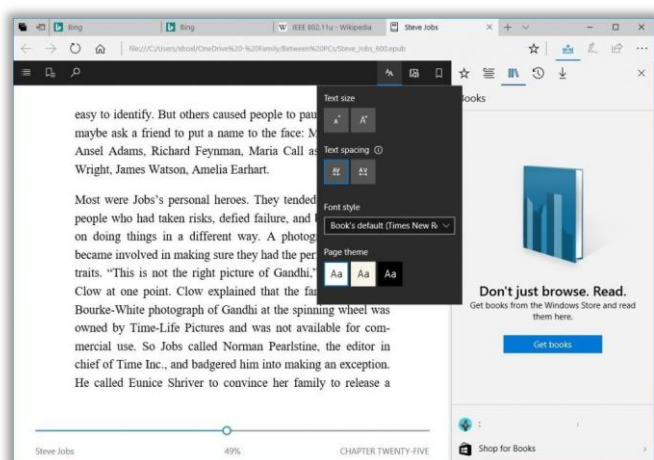 Bing
Bing
W IEEE 802.11u - Wikipedia
Steve Jobs
file:///C:/Users/xboxl/OneDrive%20-%20Family/Between%20PCs/Steve_Jobs_600.epub
Books
easy to identify. But others caused people to pau
maybe ask a friend to put a name to the face: M
Ansel Adams, Richard Feynman, Maria Call as
Wright, James Watson, Amelia Earhart.
Most were Jobs's personal heroes. They tended
people who had taken risks, defied failure, and
on doing things in a different way. A photog
became involved in making sure they had the per
traits. “This is not the right picture of Gandhi,”
Clow at one point. Clow explained that the fa
Bourke-White photograph of Gandhi at the spinning wheel was
owned by Time-Life Pictures and was not available for com-
mercial use. So Jobs called Norman Pearlstine, the editor in
chief of Time Inc., and badgered him into making an exception.
He called Eunice Shriver to convince her family to release a
Steve Jobs
49%
CHAPTER TWENTY-FIVE
Text size
A A
Text spacing
AV AV
Font style
Book's default (Times New R
Page theme
Aa Aa Aa
Don't just browse. Read.
Get books from the Windows Store and read
them here.
Get books
Shop for Books